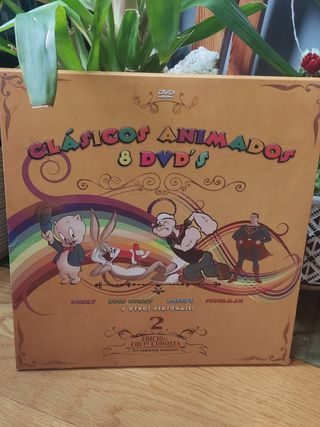 DVD
CLÁSICOS ANIMADOS
8 DVD'S
PORKY BUGS BUNNY POPEYE SUPERMAN
Y OTROS PERSONAJES
2
EDICIÓN
COLECCIONISTA